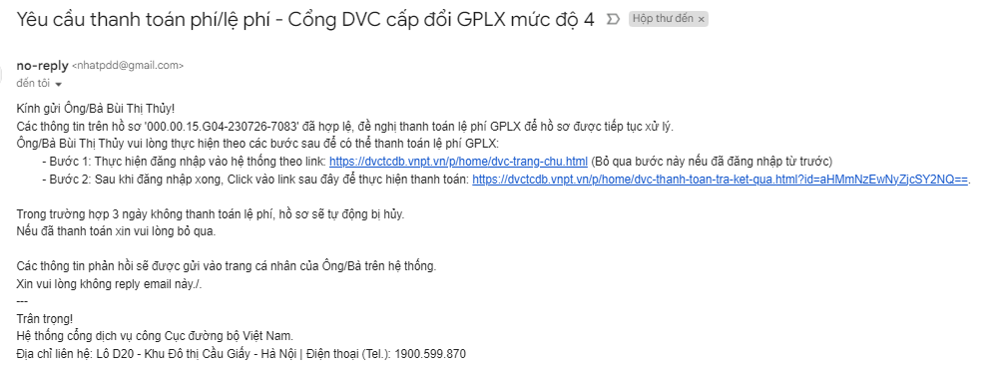 Yêu cầu thanh toán phí/lệ phí - Cổng DVC cấp đổi GPLX mức độ 4 Hộp thư đến ×
no-reply <nhatpdd@gmail.com>
đến tôi
Kính gửi Ông/Bà Bùi Thị Thủy!
Các thông tin trên hồ sơ '000.00.15.G04-230726-7083' đã hợp lệ, đề nghị thanh toán lệ phí GPLX để hồ sơ được tiếp tục xử lý.
Ông/Bà Bùi Thị Thủy vui lòng thực hiện theo các bước sau để có thể thanh toán lệ phí GPLX:
- Bước 1: Thực hiện đăng nhập vào hệ thống theo link: https://dvctcdb.vnpt.vn/p/home/dvc-trang-chu.html (Bỏ qua bước này nếu đã đăng nhập từ trước)
- Bước 2: Sau khi đăng nhập xong, Click vào link sau đây để thực hiện thanh toán: https://dvctcdb.vnpt.vn/p/home/dvc-thanh-toan-tra-ket-qua.html?id=aHMmNzEwNyZjcSY2NQ==.
Trong trường hợp 3 ngày không thanh toán lệ phí, hồ sơ sẽ tự động bị hủy.
Nếu đã thanh toán xin vui lòng bỏ qua.
Các thông tin phản hồi sẽ được gửi vào trang cá nhân của Ông/Bà trên hệ thống.
Xin vui lòng không reply email này./.
---
Trân trọng!
Hệ thống cổng dịch vụ công Cục đường bộ Việt Nam.
Địa chỉ liên hệ: Lô D20 - Khu Đô thị Cầu Giấy - Hà Nội | Điện thoại (Tel.): 1900.599.870